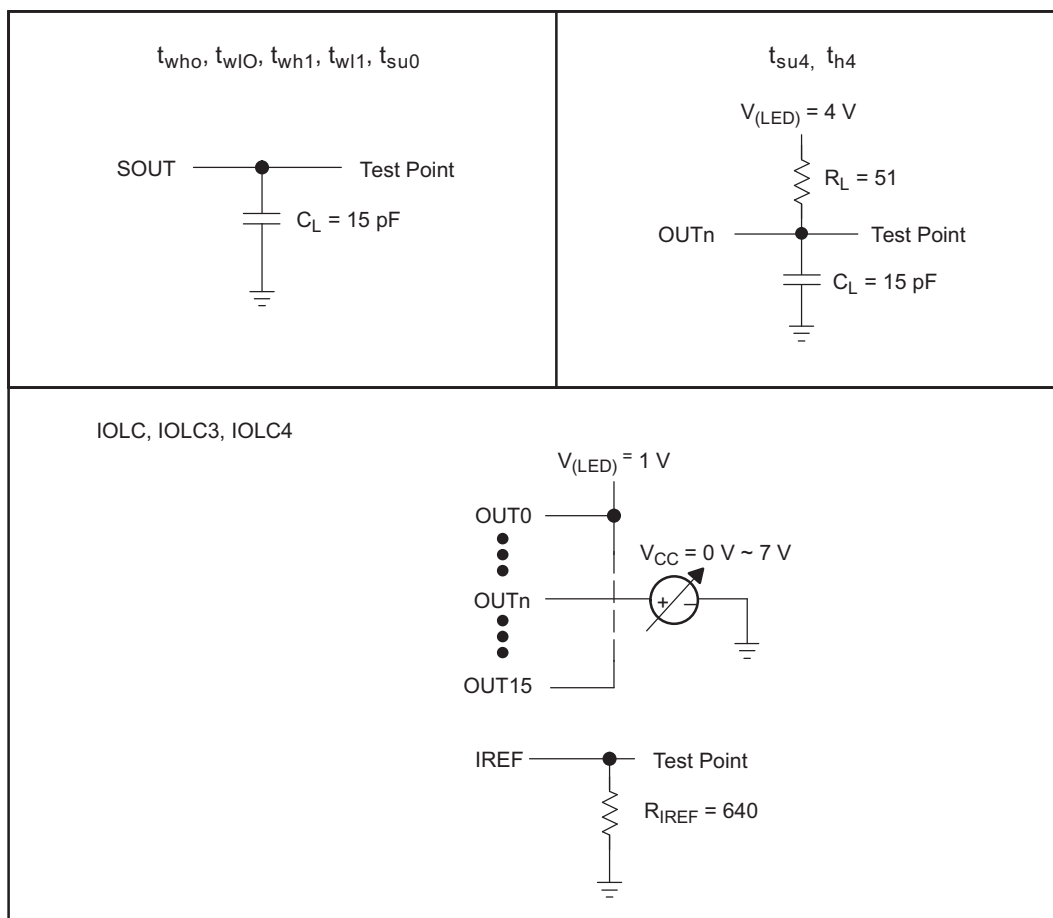 twho, twlO, twh1, twl1, tsu0
SOUT
Test Point
CL = 15 pF
tsu4, th4
V(LED) = 4 V
RL = 51
OUTn
Test Point
CL = 15 pF
IOLC, IOLC3, IOLC4
V(LED) = 1 V
OUT0
VCC = 0 V ~ 7 V
OUTn
+ –
OUT15
IREF
Test Point
RIREF = 640